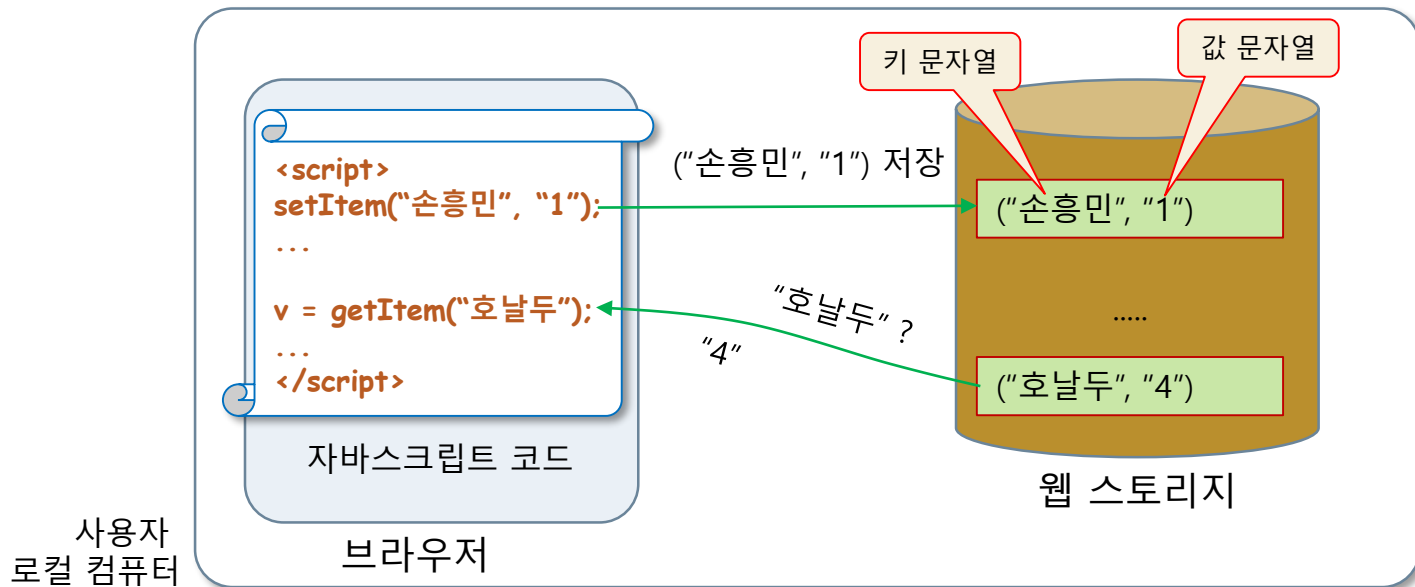 키 문자열
값 문자열
<script>
setItem(“손흥민”, “1”);
...
v = getItem(“호날두”);
...
</script>
자바스크립트 코드
브라우저
(“손흥민”, “1”) 저장
“호날두” ?
“4”
(“손흥민”, “1”)
.....
(“호날두”, “4”)
웹 스토리지
사용자
로컬 컴퓨터